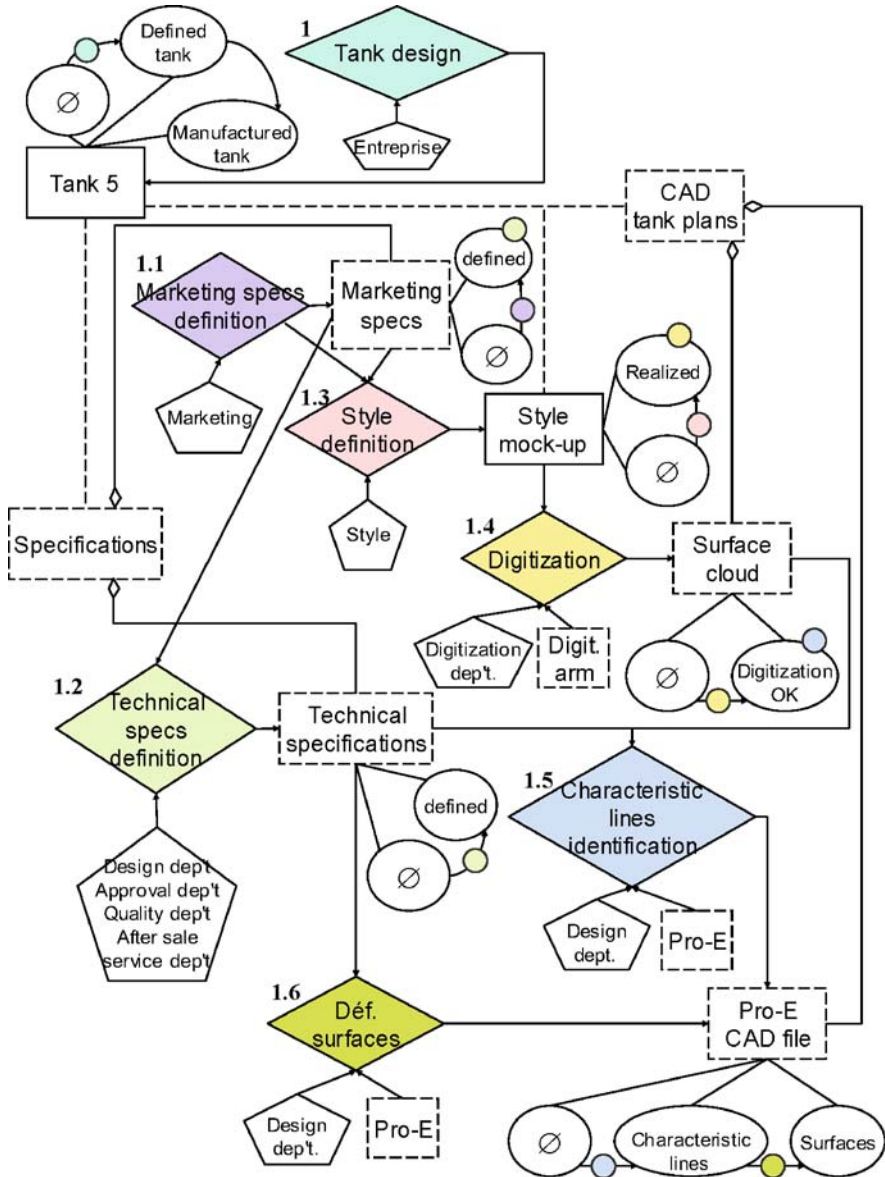 Defined
tank
∅
Manufactured
tank
1
Tank design
Entreprise
Tank 5
CAD
tank plans
1.1
Marketing specs
definition
Marketing
specs
defined
∅
Marketing
1.3
Style
definition
Style
mock-up
Realized
∅
Style
Specifications
1.4
Digitization
Surface
cloud
Digitization
dep't.
Digit.
arm
∅
Digitization
OK
1.2
Technical
specs
definition
Technical
specifications
defined
∅
1.5
Characteristic
lines
identification
Design dep't
Approval dep't
Quality dep't
After sale
service dep't
Design
dept.
Pro-E
1.6
Déf.
surfaces
Pro-E
CAD file
Design
dep't.
Pro-E
∅
Characteristic
lines
Surfaces